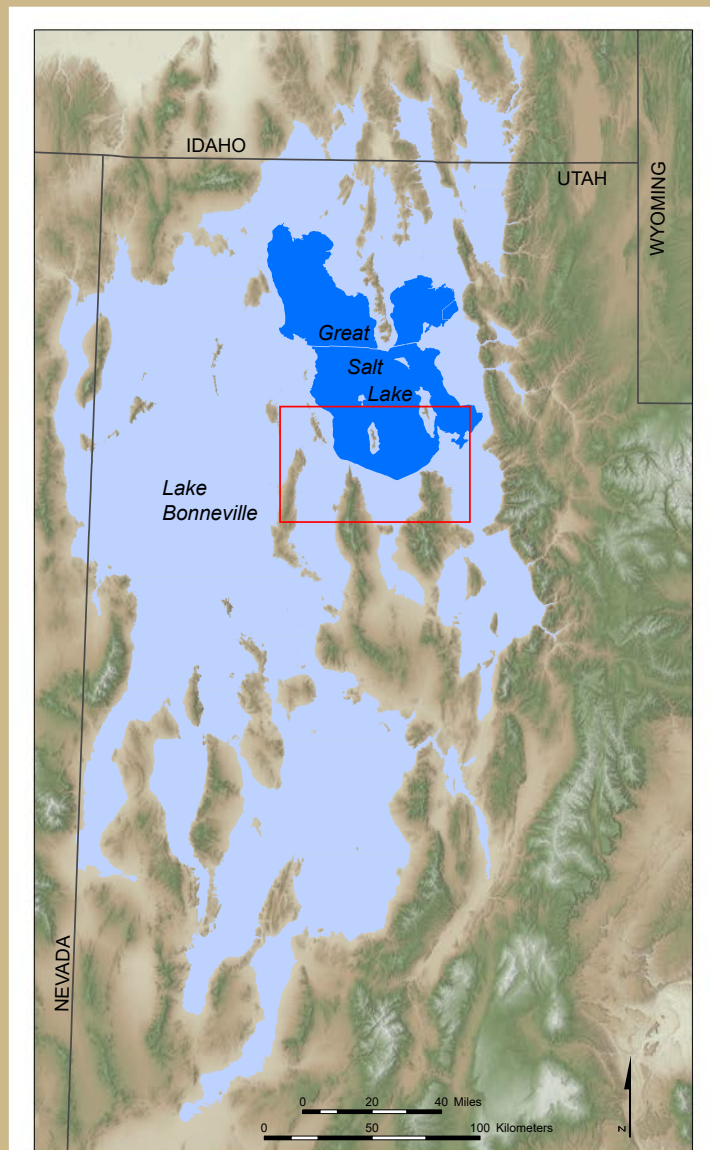 IDAHO
UTAH
WYOMING
Great
Salt
Lake
Lake
Bonneville
NEVADA
0 20 40 Miles
0 50 100 Kilometers
N